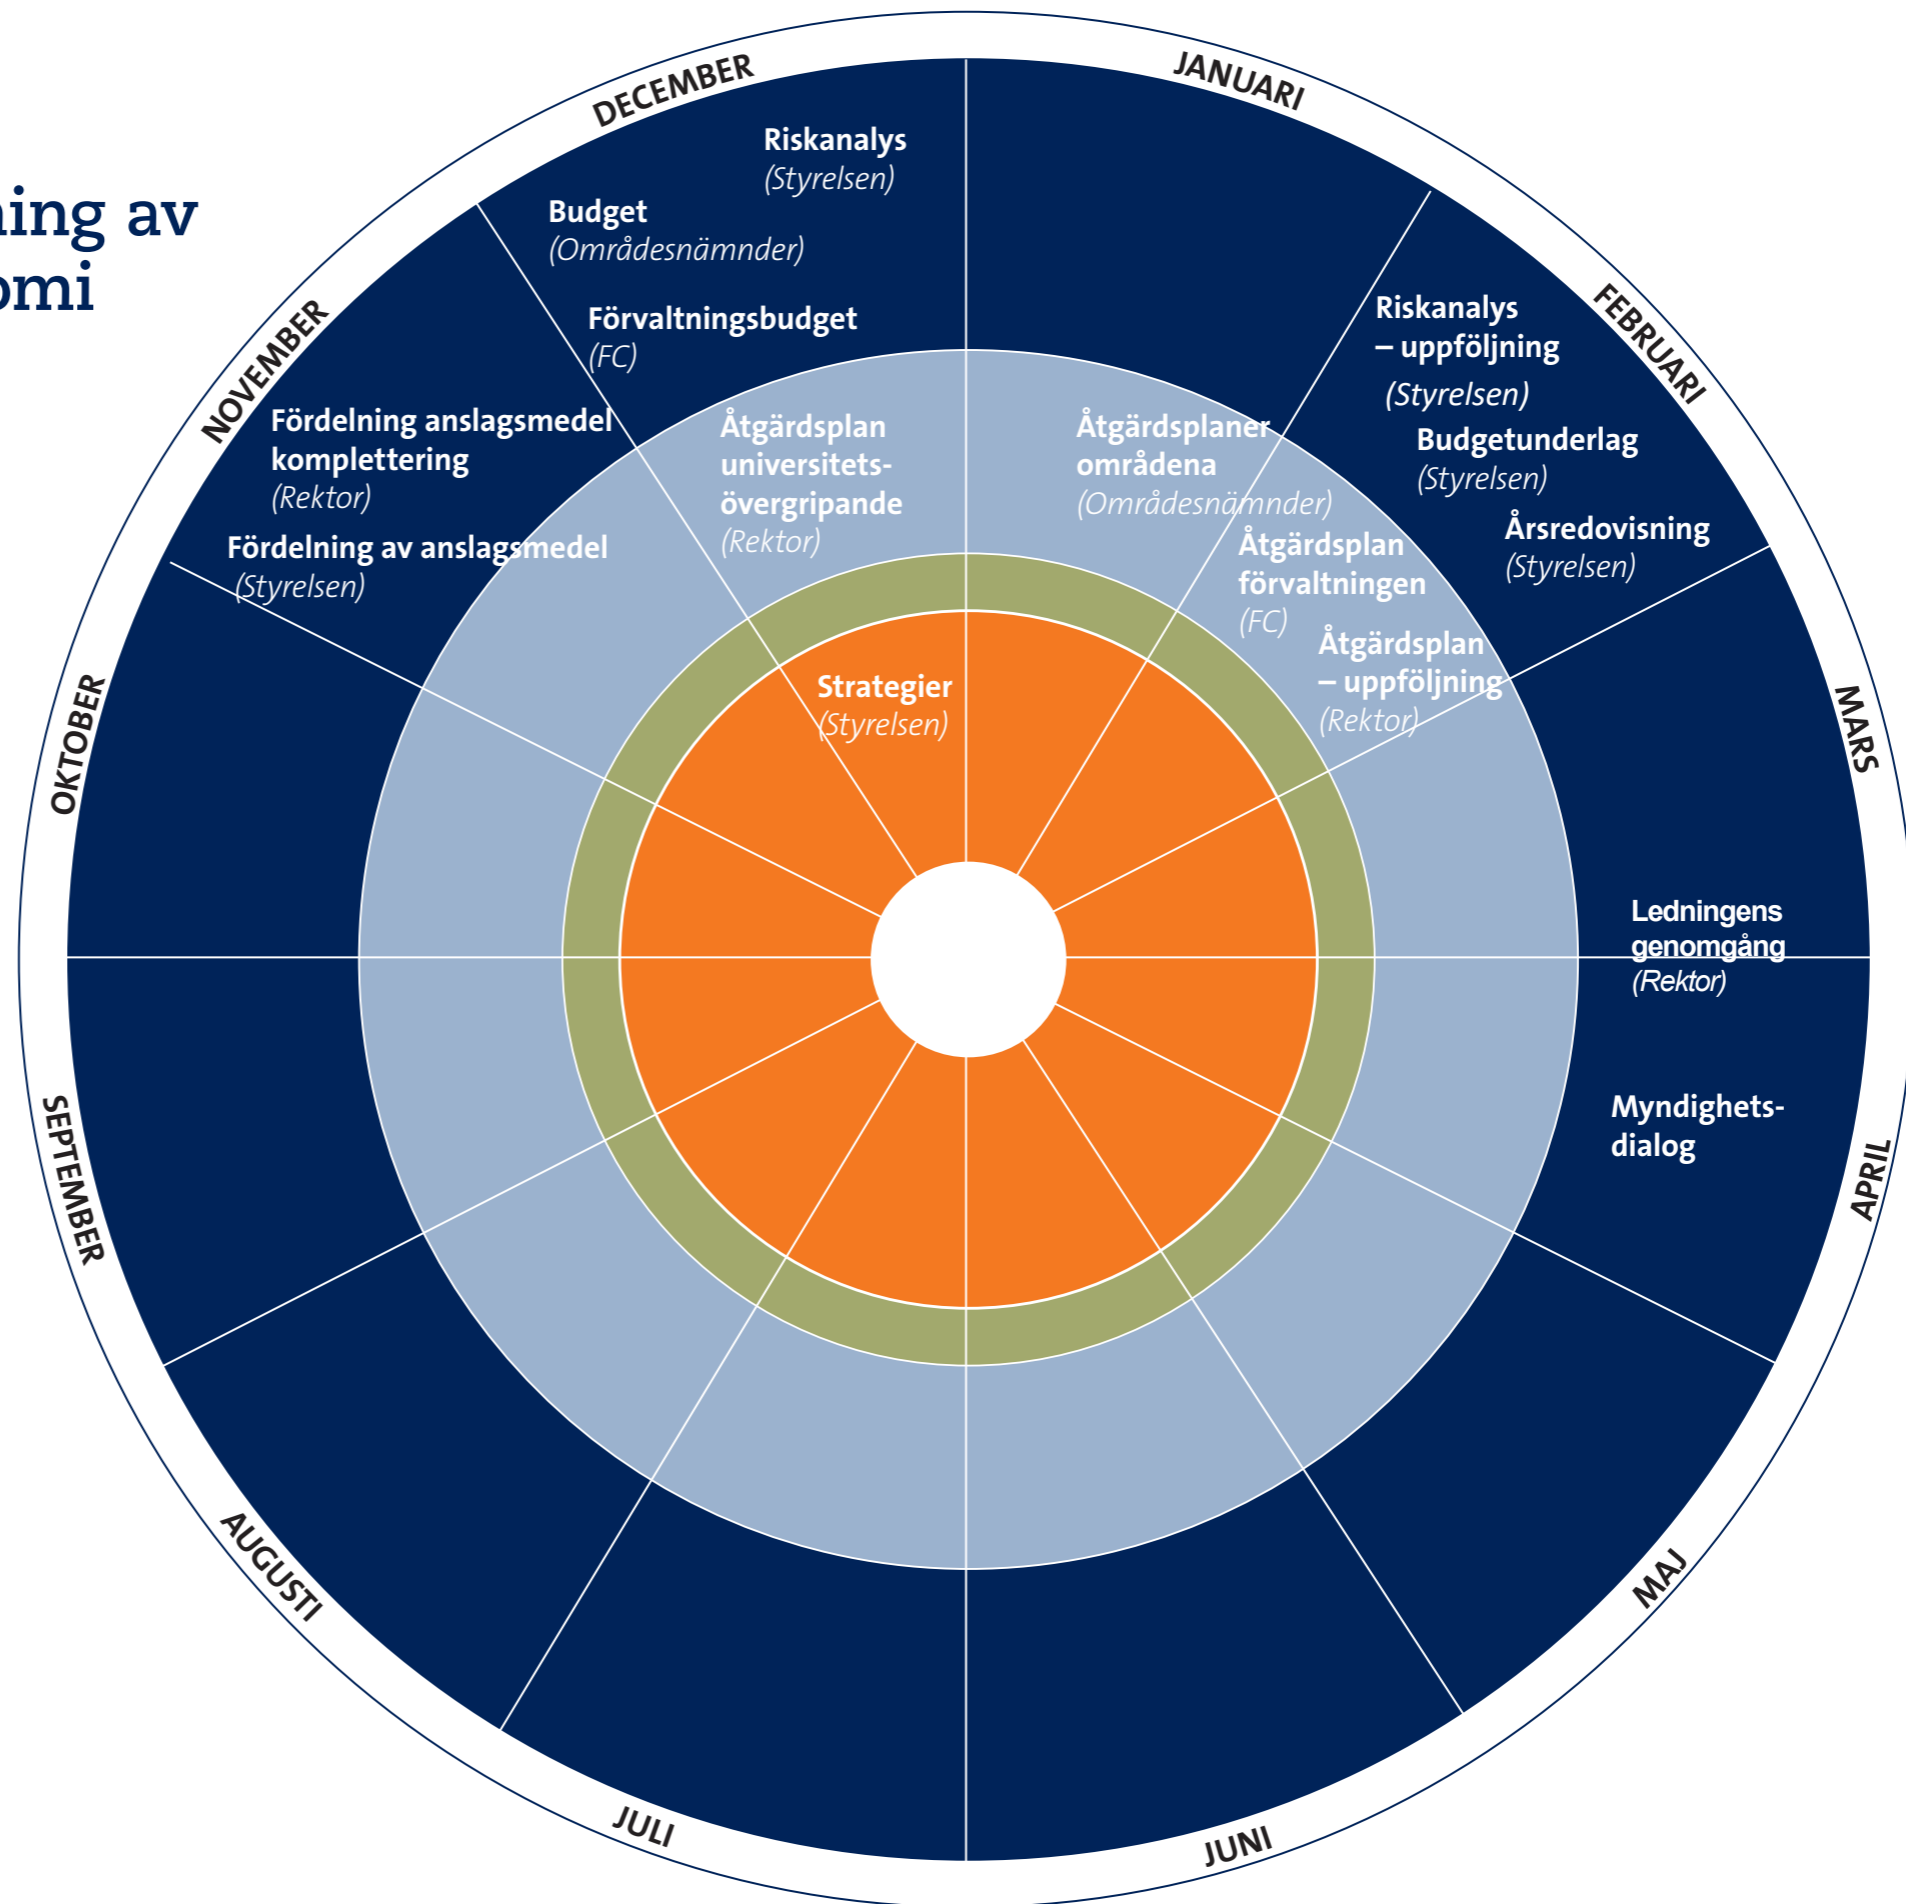 ning av
omi
DECEMBER
JANUARI
FEBRUARI
MARS
APRIL
MAJ
JUNI
JULI
AUGUSTI
SEPTEMBER
OKTOBER
NOVEMBER
Riskanalys
(Styrelsen)
Budget
(Områdesnämnder)
Förvaltningsbudget
(FC)
Fördelning anslagsmedel
komplettering
(Rektor)
Fördelning av anslagsmedel
(Styrelsen)
Åtgärdsplan
universitets-
övergripande
(Rektor)
Åtgärdsplaner
områdena
(Områdesnämnder)
Åtgärdsplan
förvaltningen
(FC)
Åtgärdsplan
– uppföljning
(Rektor)
Riskanalys
– uppföljning
(Styrelsen)
Budgetunderlag
(Styrelsen)
Årsredovisning
(Styrelsen)
Strategier
(Styrelsen)
Ledningens
genomgång
(Rektor)
Myndighets-
dialog